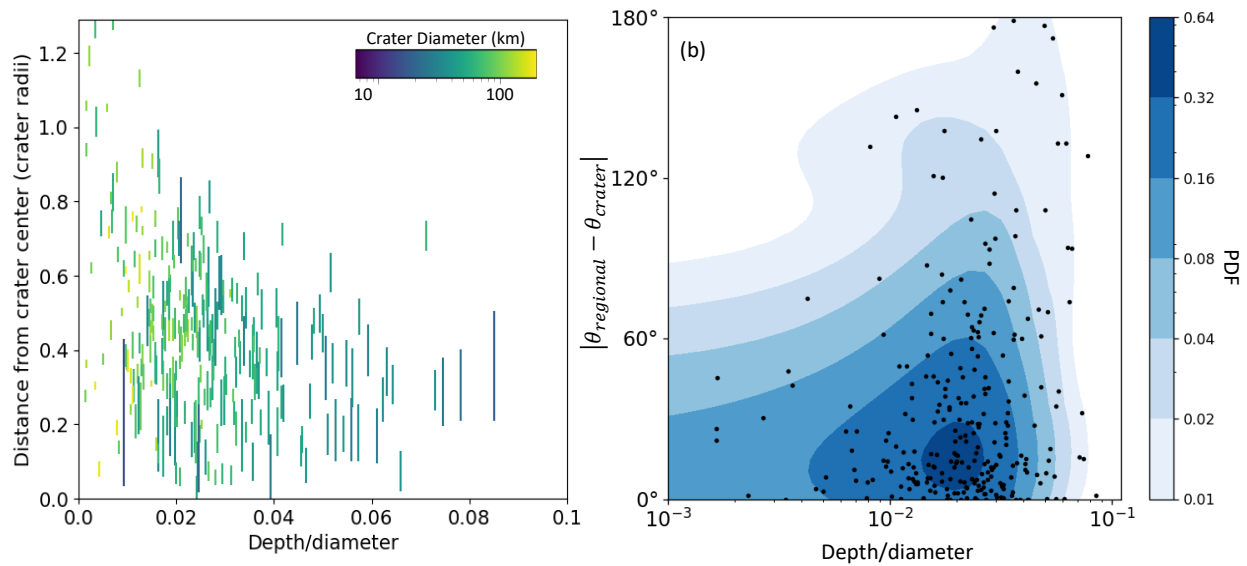 Distance from crater center (crater radii)
1.2
1.0
0.8
0.6
0.4
0.2
0.0
Crater Diameter (km)
10 100
0.0 0.02 0.04 0.06 0.08 0.1
Depth/diameter
(b)
|θ_regional − θ_crater|
180°
120°
60°
0°
10⁻³ 10⁻² 10⁻¹
Depth/diameter
0.64
0.32
0.16
0.08
0.04
0.02
0.01
PDF